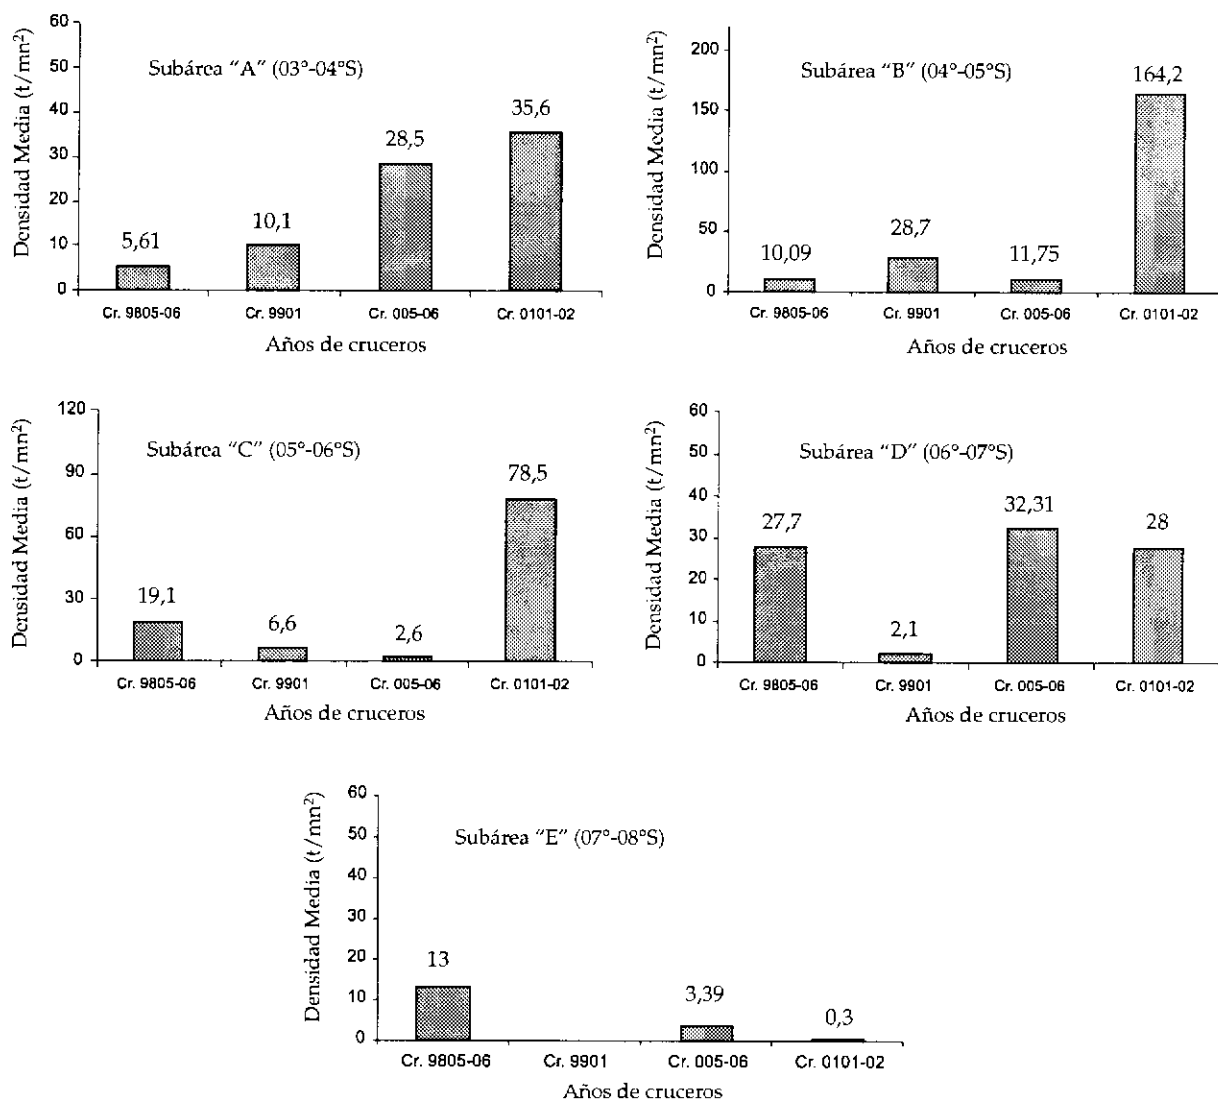 Subárea "A" (03°-04°S)
Densidad Media (t/mn²)
60
50
40
30
20
10
0
5,61
10,1
28,5
35,6
Cr. 9805-06
Cr. 9901
Cr. 005-06
Cr. 0101-02
Años de cruceros
Subárea "B" (04°-05°S)
Densidad Media (t/mn²)
200
150
100
50
0
10,09
28,7
11,75
164,2
Cr. 9805-06
Cr. 9901
Cr. 005-06
Cr. 0101-02
Años de cruceros
Subárea "C" (05°-06°S)
Densidad Media (t/mn²)
120
90
60
30
0
19,1
6,6
2,6
78,5
Cr. 9805-06
Cr. 9901
Cr. 005-06
Cr. 0101-02
Años de cruceros
Subárea "D" (06°-07°S)
Densidad Media (t/mn²)
60
50
40
30
20
10
0
27,7
2,1
32,31
28
Cr. 9805-06
Cr. 9901
Cr. 005-06
Cr. 0101-02
Años de cruceros
Subárea "E" (07°-08°S)
Densidad Media (t/mn²)
60
50
40
30
20
10
0
13
3,39
0,3
Cr. 9805-06
Cr. 9901
Cr. 005-06
Cr. 0101-02
Años de cruceros